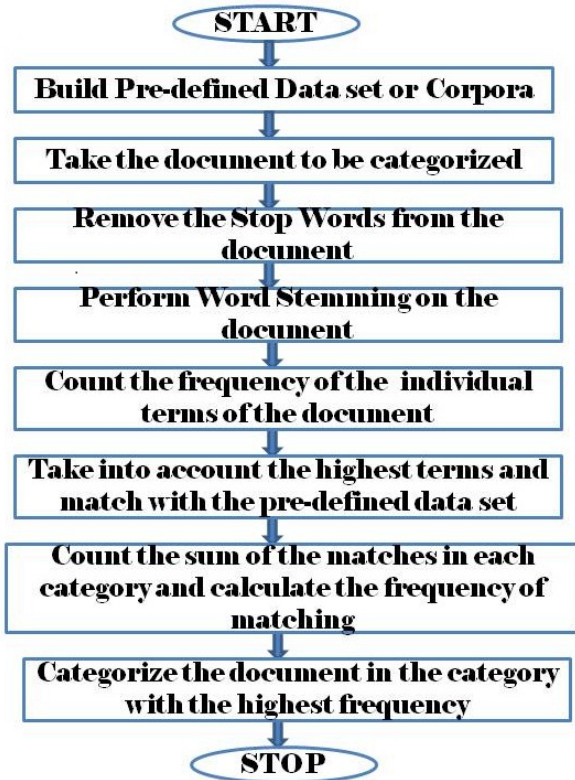 START
Build Pre-defined Data set or Corpora
Take the document to be categorized
Remove the Stop Words from the
document
Perform Word Stemming on the
document
Count the frequency of the individual
terms of the document
Take into account the highest terms and
match with the pre-defined data set
Count the sum of the matches in each
category and calculate the frequency of
matching
Categorize the document in the category
with the highest frequency
STOP